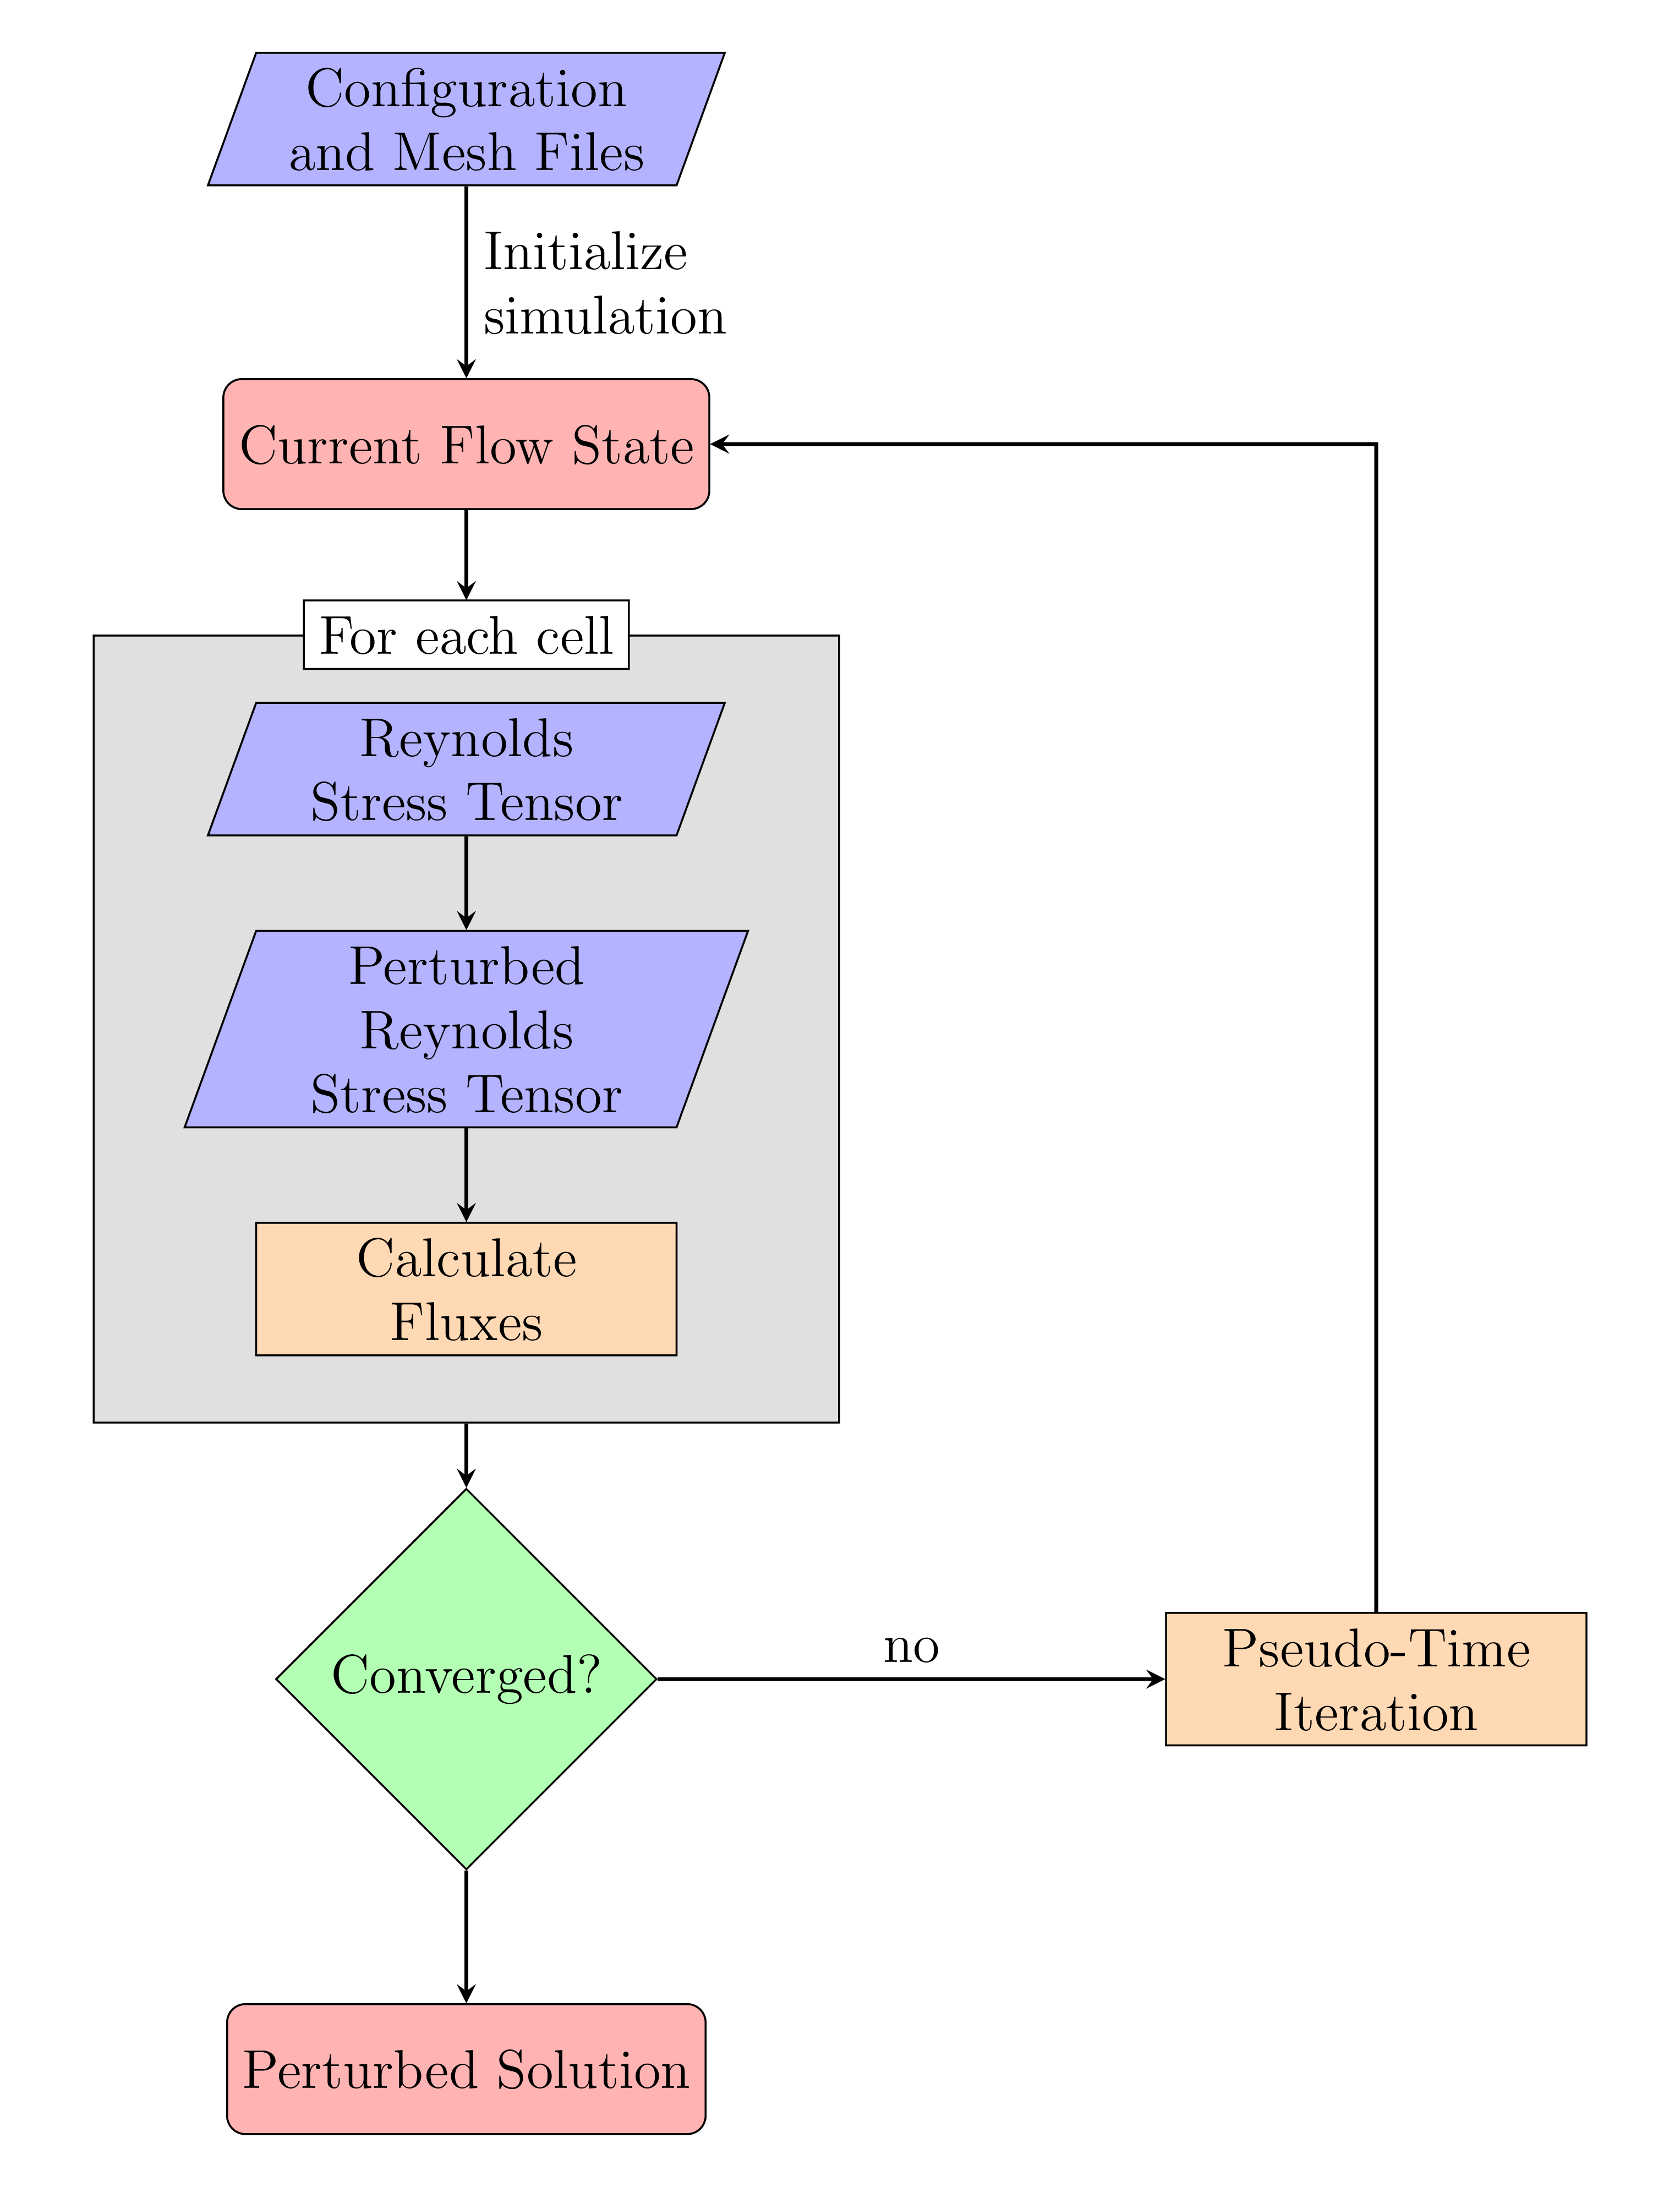 Configuration
and Mesh Files
Initialize
simulation
Current Flow State
For each cell
Reynolds
Stress Tensor
Perturbed
Reynolds
Stress Tensor
Calculate
Fluxes
Converged?
no
Pseudo-Time
Iteration
Perturbed Solution